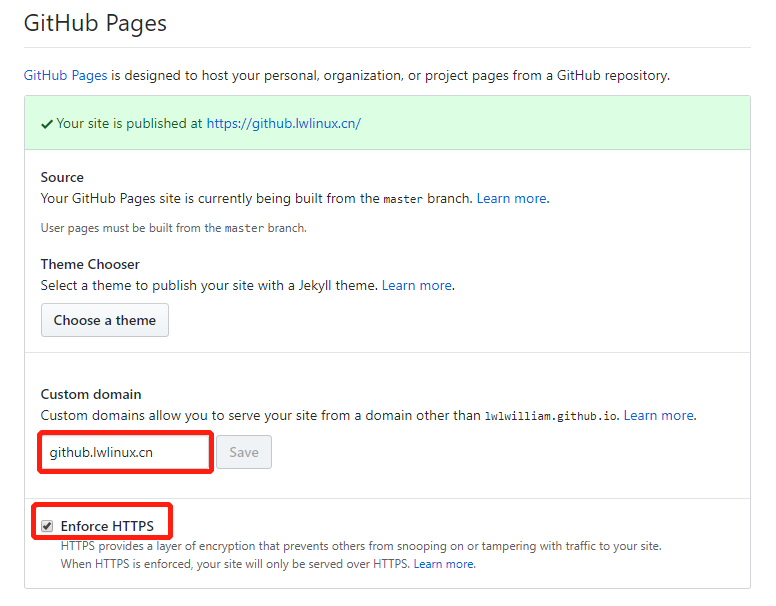 GitHub Pages
GitHub Pages is designed to host your personal, organization, or project pages from a GitHub repository.
Your site is published at https://github.lwlinux.cn/
Source
Your GitHub Pages site is currently being built from the master branch. Learn more.
User pages must be built from the master branch.
Theme Chooser
Select a theme to publish your site with a Jekyll theme. Learn more.
Choose a theme
Custom domain
Custom domains allow you to serve your site from a domain other than lwlwilliam.github.io. Learn more.
github.lwlinux.cn Save
Enforce HTTPS
HTTPS provides a layer of encryption that prevents others from snooping on or tampering with traffic to your site.
When HTTPS is enforced, your site will only be served over HTTPS. Learn more.